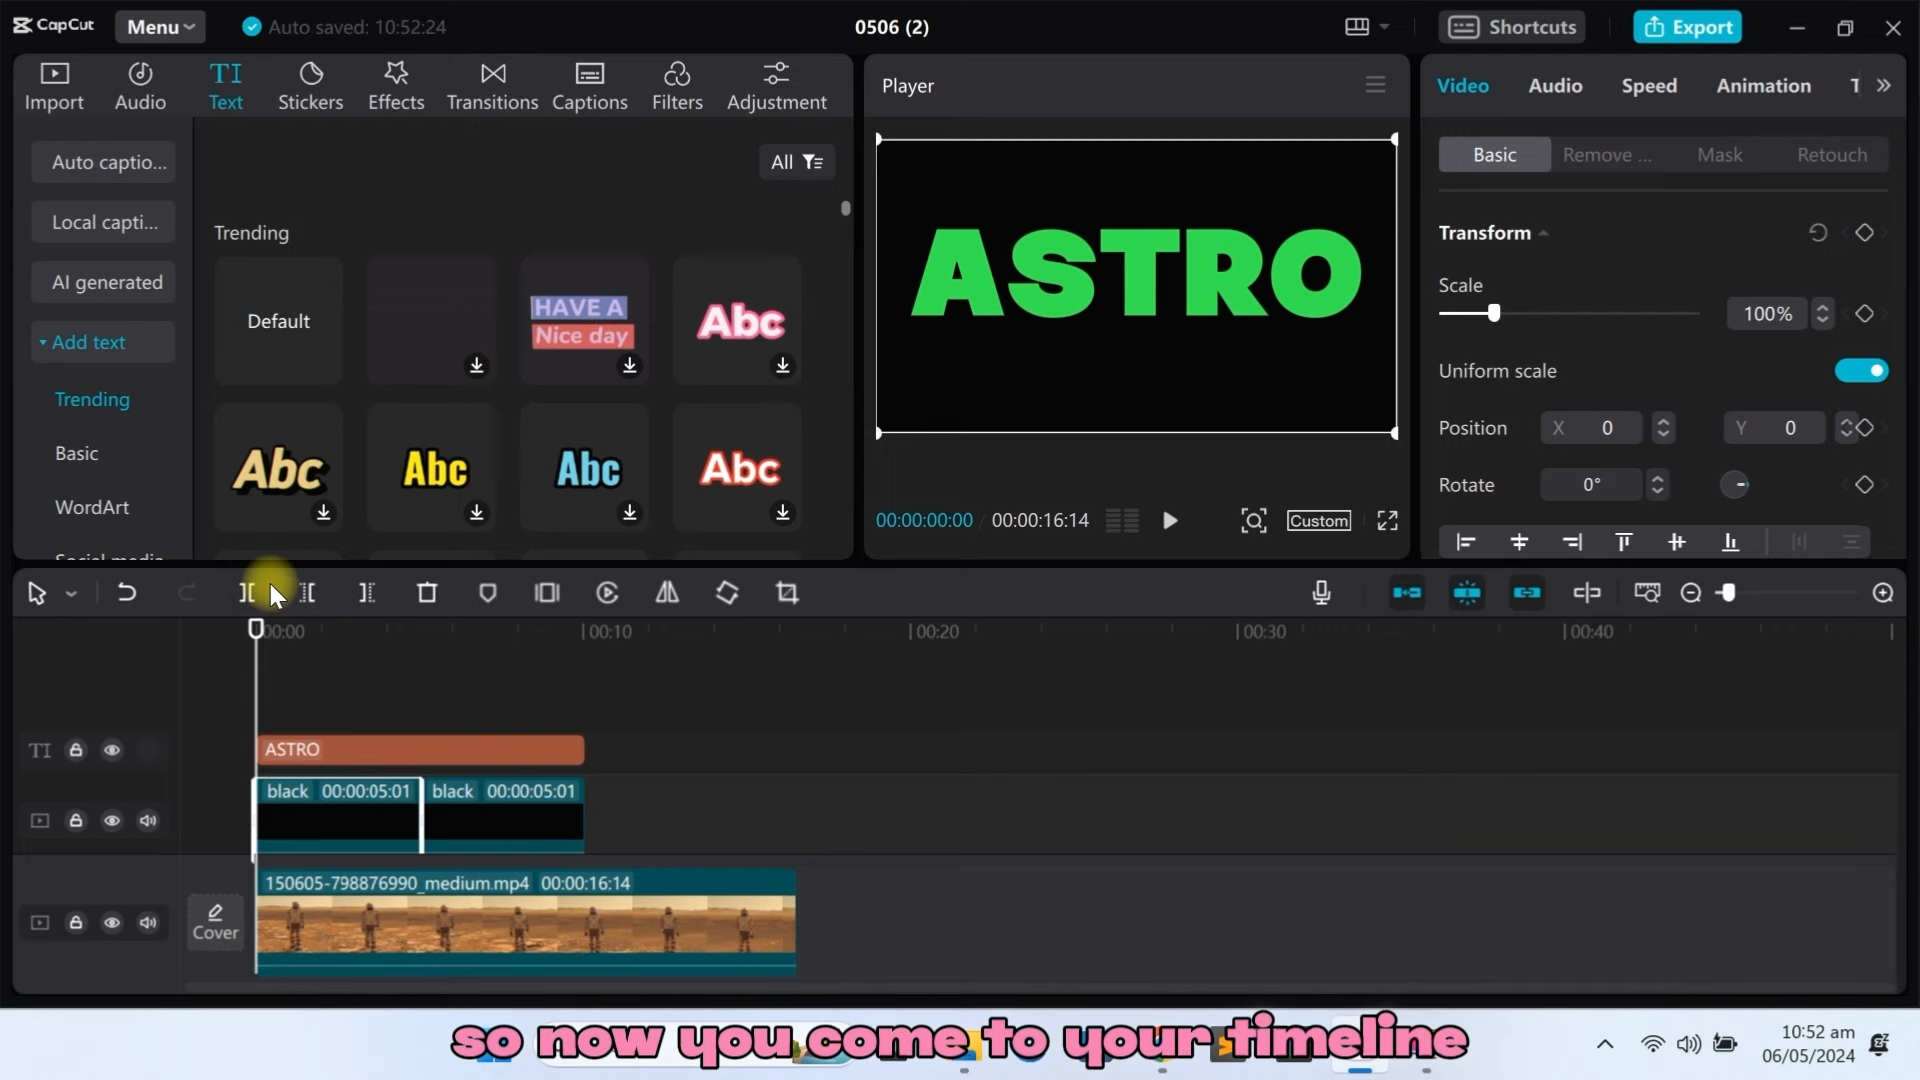 CapCut
Menu
Auto saved: 10:52:24
0506 (2)
Shortcuts
Export
Import
Audio
TI
Text
Stickers
Effects
Transitions
Captions
Filters
Adjustment
Auto captio...
Local capti...
AI generated
Add text
Trending
Basic
WordArt
All
Trending
Default
HAVE A
Nice day
Abc
Abc
Abc
Abc
Abc
Player
ASTRO
00:00:00:00
00:00:16:14
Custom
Video
Audio
Speed
Animation
Basic
Remove ...
Mask
Retouch
Transform
Scale
100%
Uniform scale
Position
X 0
Y 0
Rotate
0°
00:00
00:10
00:20
00:30
00:40
TI
ASTRO
black 00:00:05:01
black 00:00:05:01
150605-798876990_medium.mp4 00:00:16:14
Cover
so now you come to your timeline
10:52 am
06/05/2024